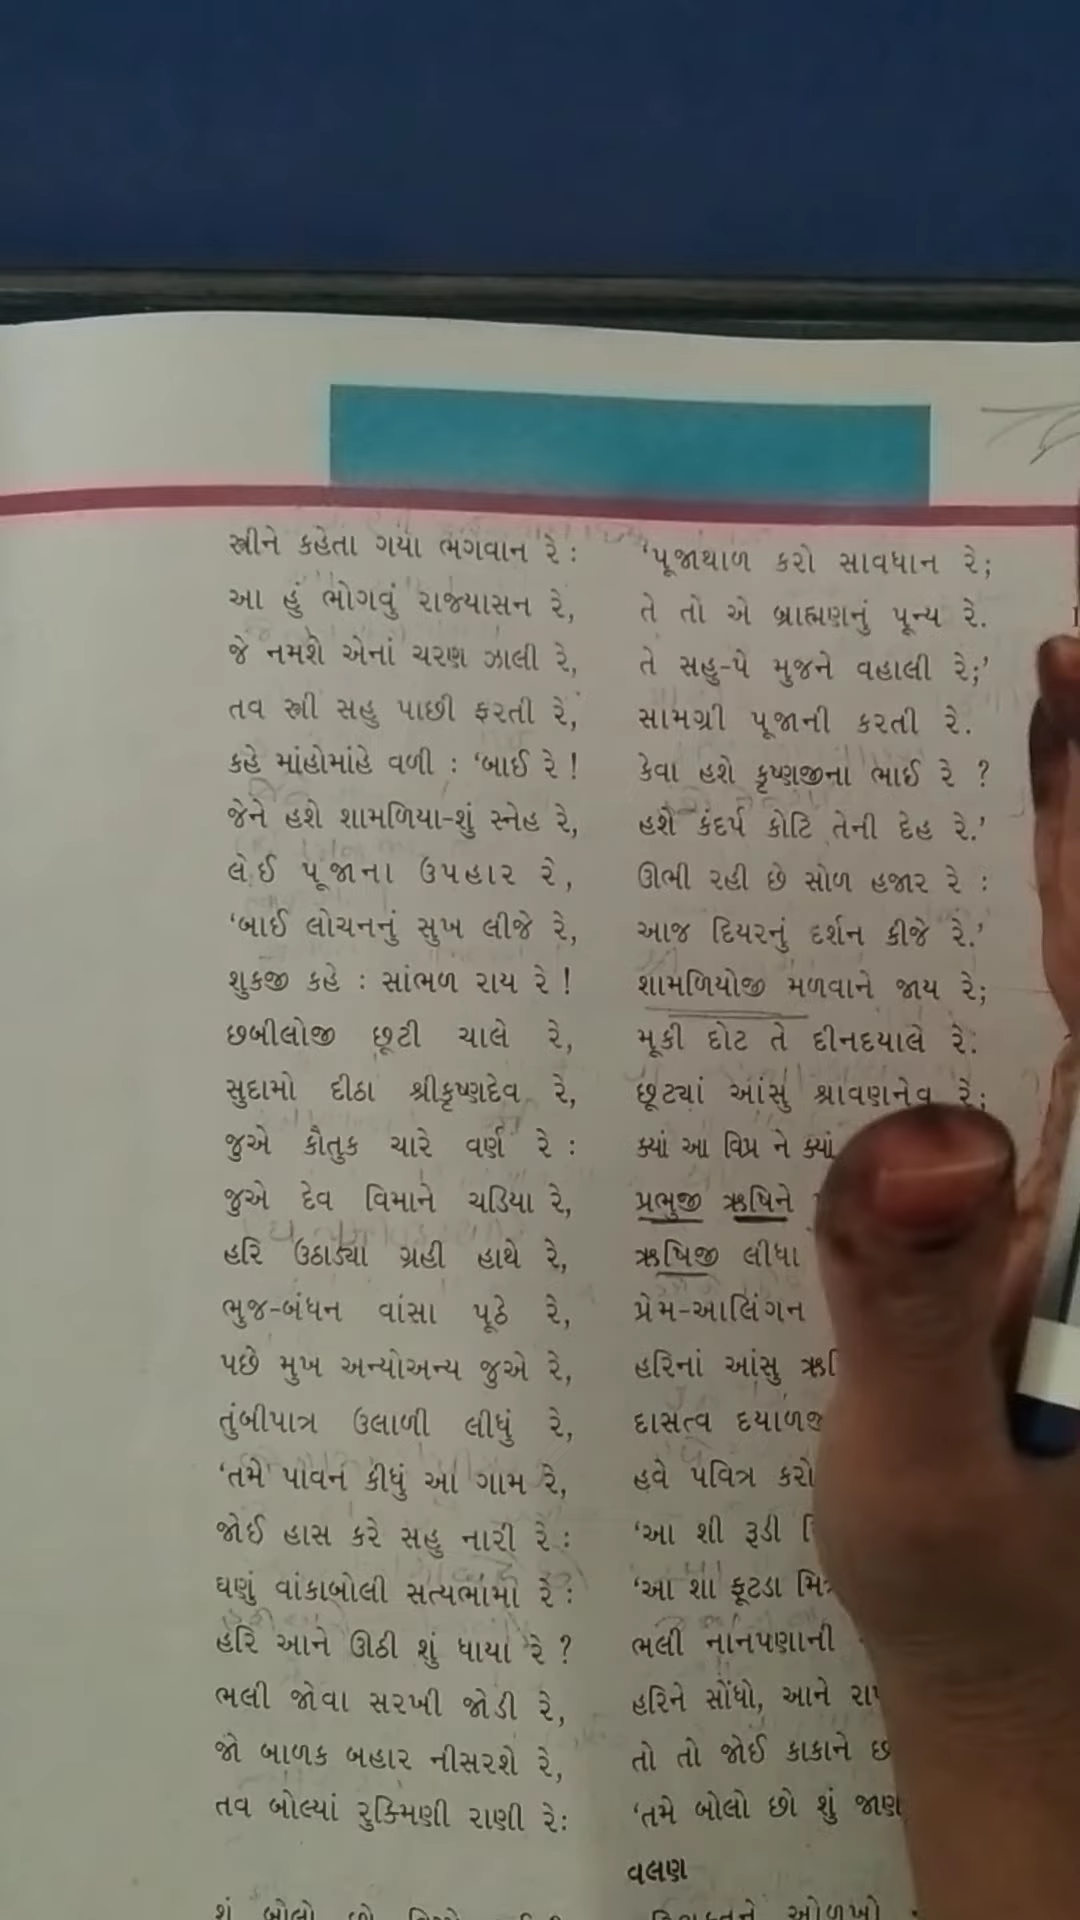 સ્ત્રીને કહેતા ગયા ભગવાન રે : ‘પૂજાથાળ કરો સાવધાન રે;
આ હું ભોગવું રાજ્યાસન રે, તે તો એ બ્રાહ્મણનું પૂન્ય રે.
જે નમશે એનાં ચરણ ઝાલી રે, તે સહુ-પે મુજને વહાલી રે;’
તવ સ્ત્રી સહુ પાછી ફરતી રે, સામગ્રી પૂજાની કરતી રે.
કહે માંહોમાંહે વળી : ‘બાઈ રે ! કેવા હશે કૃષ્ણજીના ભાઈ રે ?
જેને હશે શામળિયા-શું સ્નેહ રે, હશે કંદર્પ કોટિ તેની દેહ રે.’
લેઈ પૂજાના ઉપહાર રે, ઊભી રહી છે સોળ હજાર રે :
‘બાઈ લોચનનું સુખ લીજે રે, આજ દિયરનું દર્શન કીજે રે.’
શુકજી કહે : સાંભળ રાય રે ! શામળિયોજી મળવાને જાય રે;
છબીલોજી છૂટી ચાલે રે, મૂકી દોટ તે દીનદયાલે રે.
સુદામો દીઠા શ્રીકૃષ્ણદેવ રે, છૂટ્યાં આંસુ શ્રાવણનેવ રે;
જુએ કૌતુક ચારે વર્ણ રે : ક્યાં આ વિપ્ર ને ક્યાં
જુએ દેવ વિમાને ચડિયા રે, પ્રભુજી ઋષિને
હરિ ઉઠાડ્યા ગ્રહી હાથે રે, ઋષિજી લીધા
ભુજ-બંધન વાંસા પૂઠે રે, પ્રેમ-આલિંગન
પછે મુખ અન્યોઅન્ય જુએ રે, હરિનાં આંસુ
તુંબીપાત્ર ઉલાળી લીધું રે, દાસત્વ
‘તમે પાવન કીધું આ ગામ રે, હવે પવિત્ર કરો
જોઈ હાસ કરે સહુ નારી રે : ‘આ શી રૂડી
ઘણું વાંકાબોલી સત્યભામા રે : ‘આ શા ફૂટડા
હરિ આને ઊઠી શું ધાયા રે ? ભલી નાનપણાની
ભલી જોવા સરખી જોડી રે, હરિને સોંધો, આને
જો બાળક બહાર નીસરશે રે, તો તો જોઈ કાકાને
તવ બોલ્યાં રુક્મિણી રાણી રે: ‘તમે બોલો છો શું
વલણ